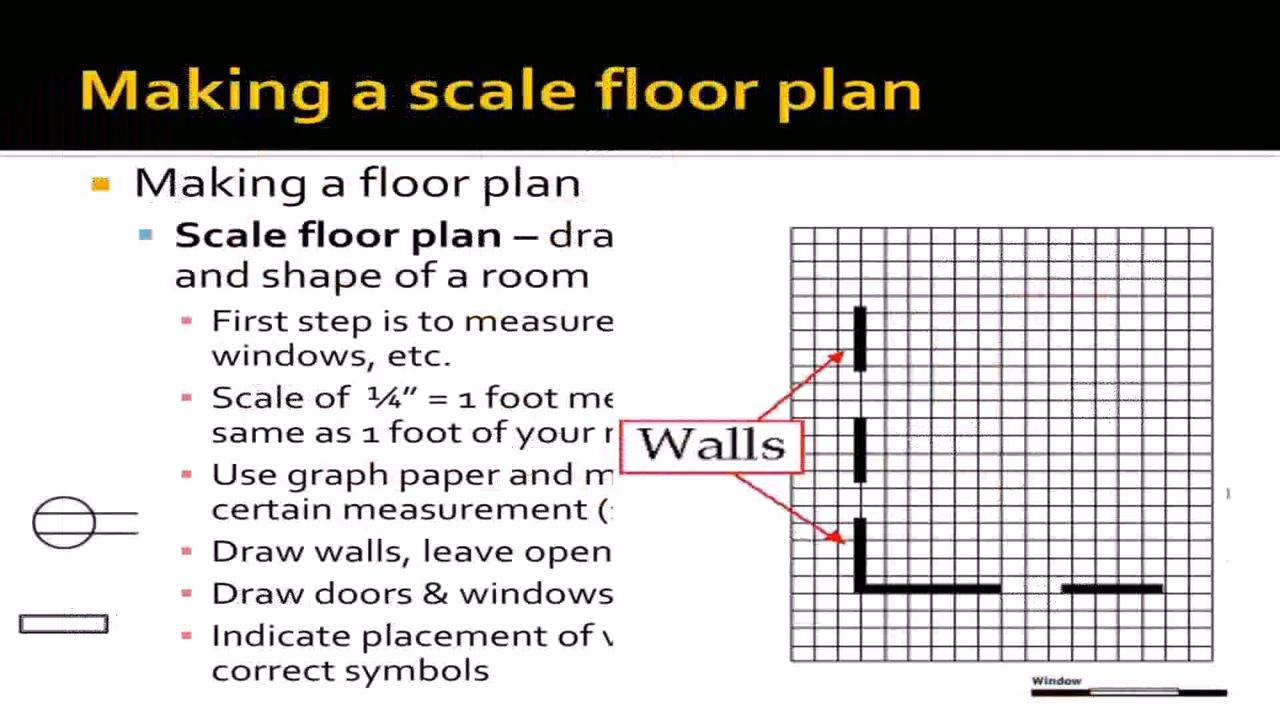 Making a scale floor plan
Making a floor plan
Scale floor plan – dra
and shape of a room
First step is to measure
windows, etc.
Scale of ¼" = 1 foot me
same as 1 foot of your
Use graph paper and m
certain measurement (
Draw walls, leave open
Draw doors & windows
Indicate placement of
correct symbols
Walls
Window